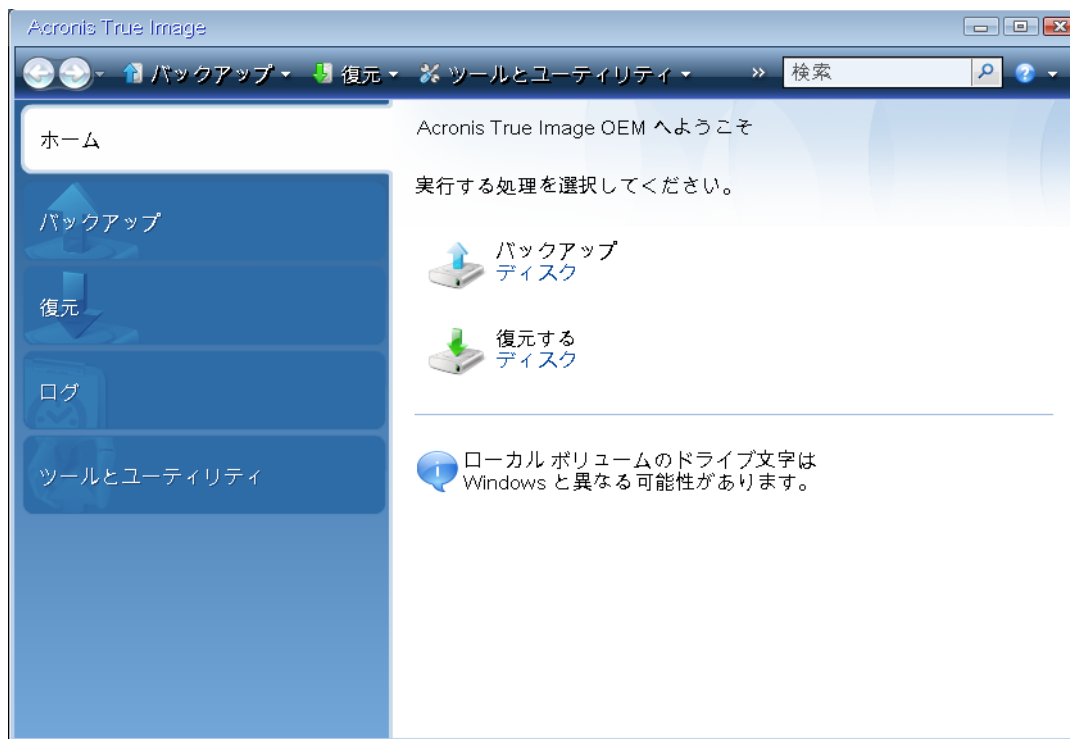 Acronis True Image
バックアップ 復元 ツールとユーティリティ » 検索
ホーム
バックアップ
復元
ログ
ツールとユーティリティ
Acronis True Image OEM へようこそ
実行する処理を選択してください。
バックアップ
ディスク
復元する
ディスク
ローカル ボリュームのドライブ文字は
Windows と異なる可能性があります。